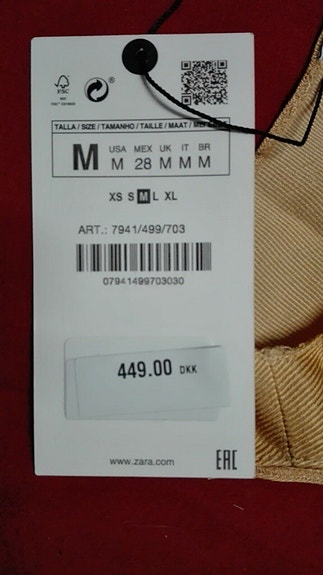 FSC
®
TALLA / SIZE / TAMANHO / TAILLE / MAAT /
M
USA MEX UK IT BR
M 28 M M M
XS S M L XL
ART.: 7941/499/703
07941499703030
449.00 DKK
www.zara.com
EAC